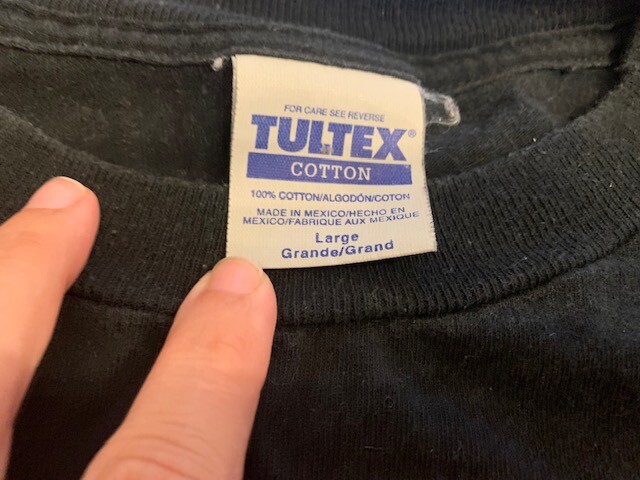 FOR CARE SEE REVERSE
TULTEX®
COTTON
100% COTTON/ALGODÓN/COTON
MADE IN MEXICO/HECHO EN
MEXICO/FABRIQUE AUX MEXIQUE
Large
Grande/Grand